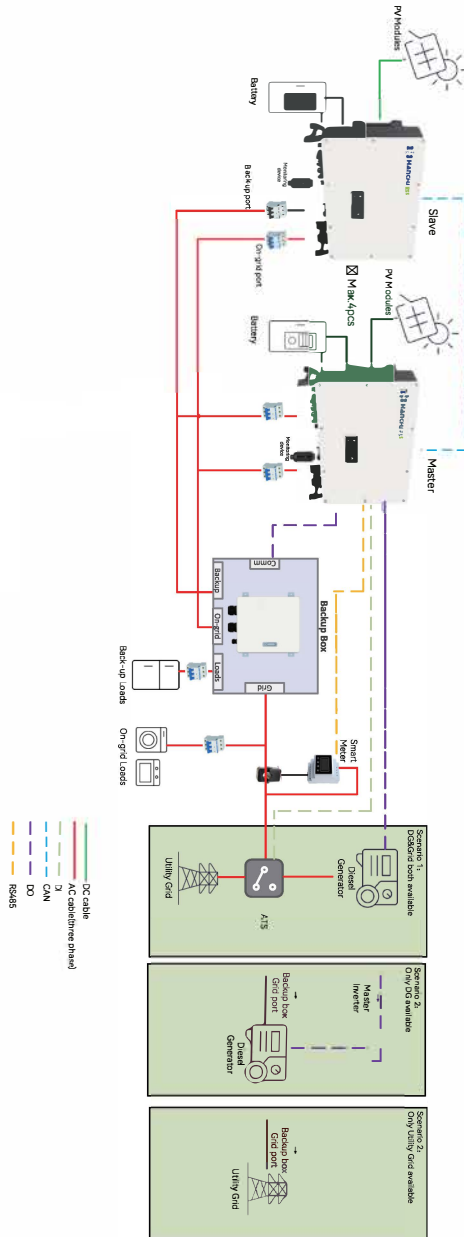 PV Modules
Battery
Back up port
Monitoring
device
On-grid port
Slave
Max.4pcs
PV Modules
Battery
Monitoring
device
Master
Comm
Backup
On-grid
Loads
Grid
Backup Box
Back-up Loads
On-grid Loads
Smart
Meter
Scenario 1:
DG&Grid both available
Diesel
Generator
ATS
Utility Grid
Scenario 2:
Only DG available
Master
Inverter
Backup box
Grid port
Diesel
Generator
Scenario 2:
Only Utility Grid available
Backup box
Grid port
Utility Grid
DC cable
AC cable(three phase)
DI
CAN
DO
RS485